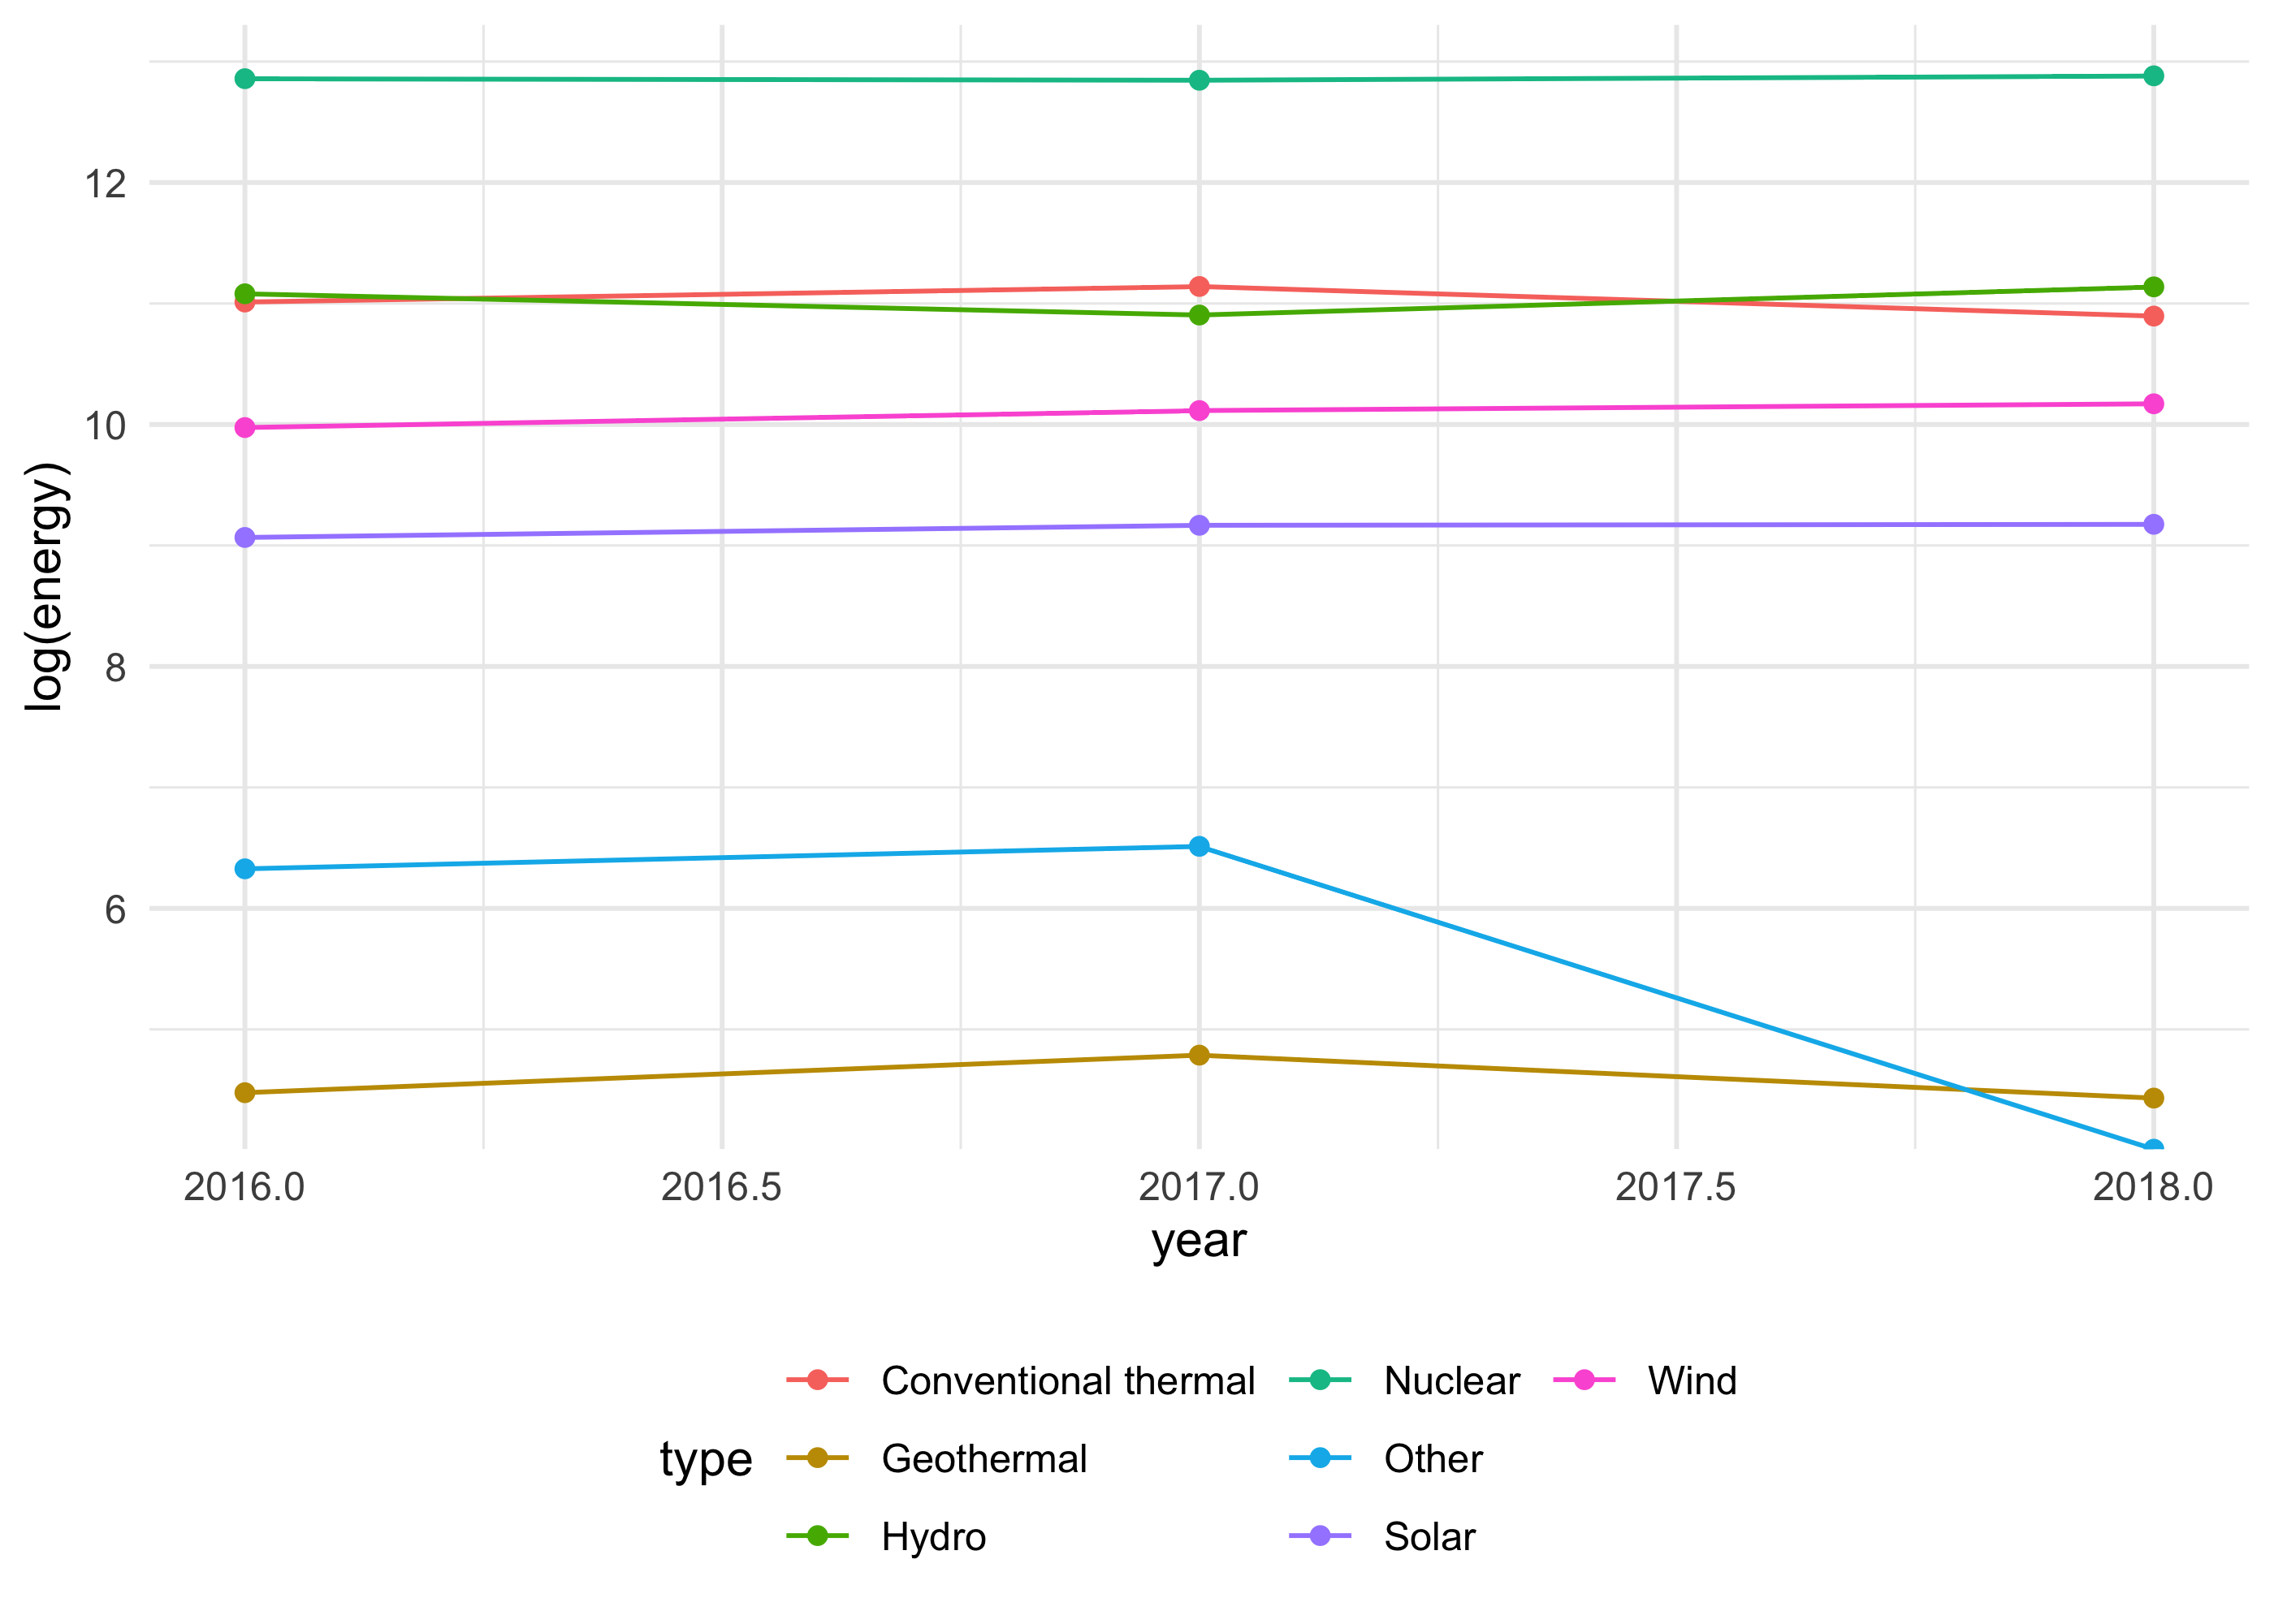 12
10
8
6
log(energy)
2016.0 2016.5 2017.0 2017.5 2018.0
year
type
Conventional thermal Nuclear Wind
Geothermal Other
Hydro Solar